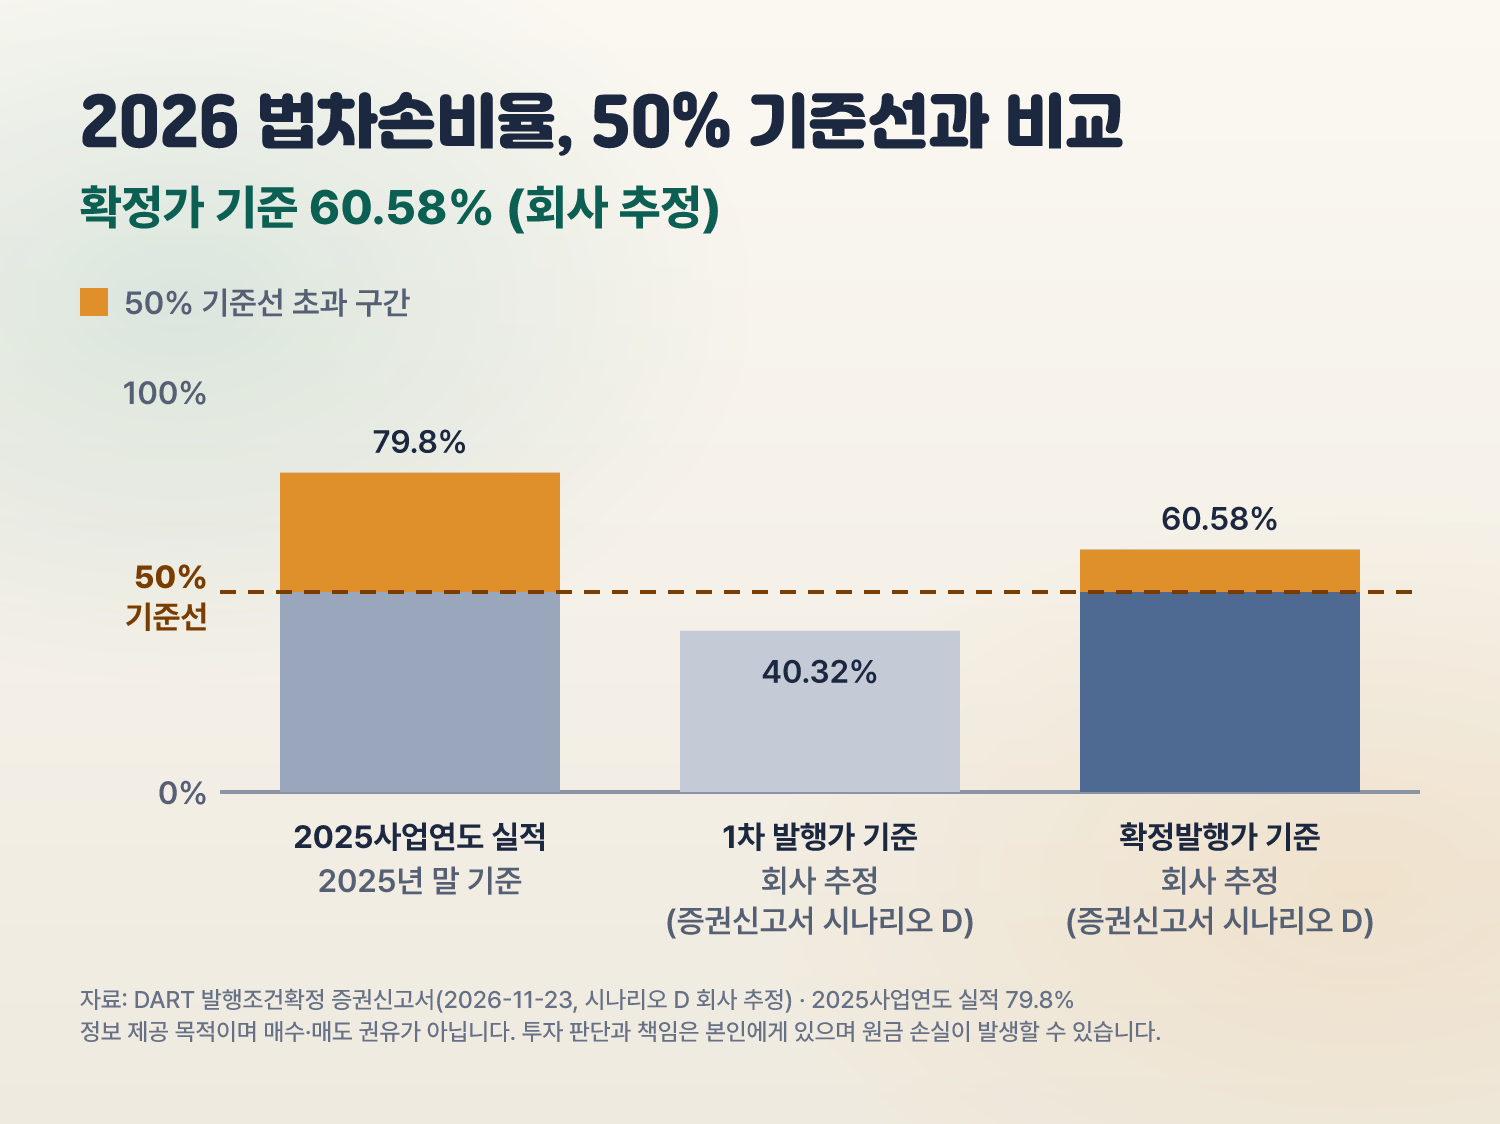 2026 법차손비율, 50% 기준선과 비교
확정가 기준 60.58% (회사 추정)
50% 기준선 초과 구간
100%
79.8%
60.58%
50%
기준선
40.32%
0%
2025사업연도 실적
2025년 말 기준
1차 발행가 기준
회사 추정
(증권신고서 시나리오 D)
확정발행가 기준
회사 추정
(증권신고서 시나리오 D)
자료: DART 발행조건확정 증권신고서(2026-11-23, 시나리오 D 회사 추정) · 2025사업연도 실적 79.8%
정보 제공 목적이며 매수·매도 권유가 아닙니다. 투자 판단과 책임은 본인에게 있으며 원금 손실이 발생할 수 있습니다.